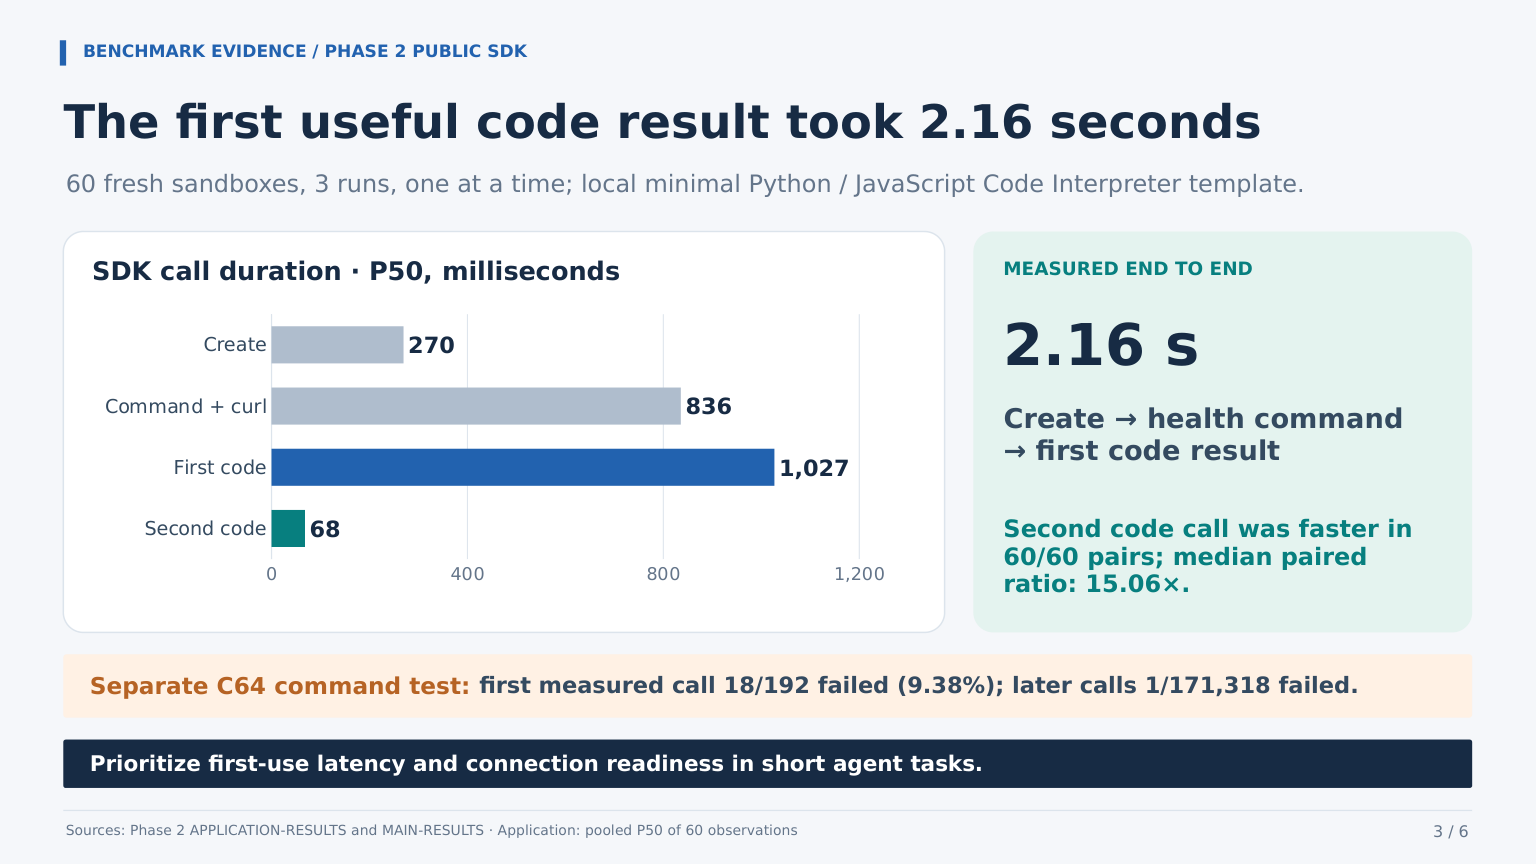 BENCHMARK EVIDENCE / PHASE 2 PUBLIC SDK
The first useful code result took 2.16 seconds
60 fresh sandboxes, 3 runs, one at a time; local minimal Python / JavaScript Code Interpreter template.
SDK call duration · P50, milliseconds
Create 270
Command + curl 836
First code 1,027
Second code 68
0 400 800 1,200
MEASURED END TO END
2.16 s
Create → health command
→ first code result
Second code call was faster in
60/60 pairs; median paired
ratio: 15.06×.
Separate C64 command test: first measured call 18/192 failed (9.38%); later calls 1/171,318 failed.
Prioritize first-use latency and connection readiness in short agent tasks.
Sources: Phase 2 APPLICATION-RESULTS and MAIN-RESULTS · Application: pooled P50 of 60 observations
3 / 6